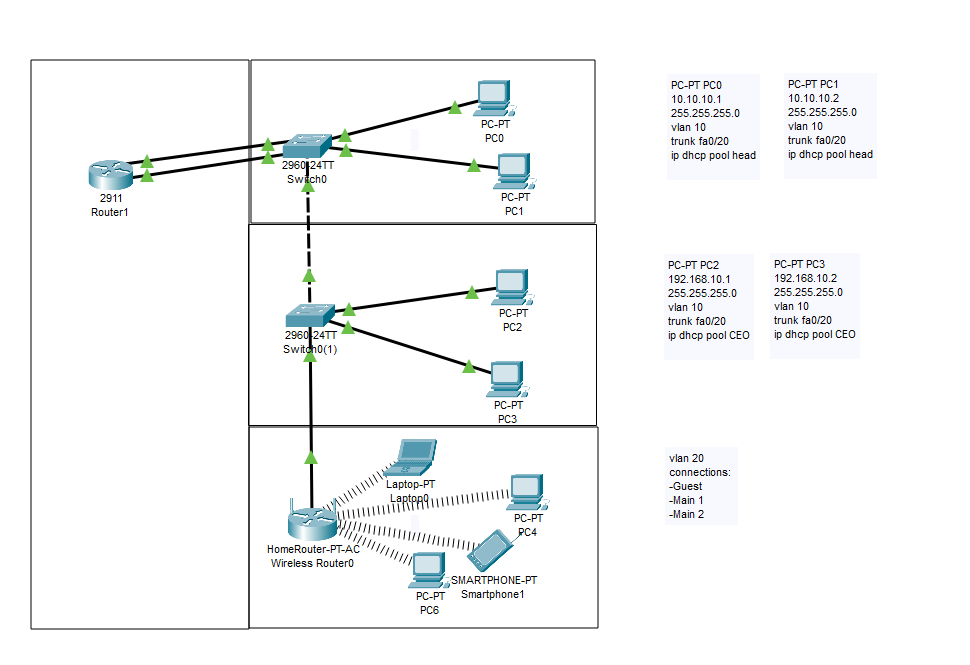 PC-PT
PC0
2960-24TT
Switch0
2911
Router1
PC-PT
PC1
PC-PT PC0
10.10.10.1
255.255.255.0
vlan 10
trunk fa0/20
ip dhcp pool head
PC-PT PC1
10.10.10.2
255.255.255.0
vlan 10
trunk fa0/20
ip dhcp pool head
PC-PT
PC2
2960-24TT
Switch0(1)
PC-PT
PC3
PC-PT PC2
192.168.10.1
255.255.255.0
vlan 10
trunk fa0/20
ip dhcp pool CEO
PC-PT PC3
192.168.10.2
255.255.255.0
vlan 10
trunk fa0/20
ip dhcp pool CEO
Laptop-PT
Laptop0
PC-PT
PC4
HomeRouter-PT-AC
Wireless Router0
SMARTPHONE-PT
Smartphone1
PC-PT
PC6
vlan 20
connections:
-Guest
-Main 1
-Main 2